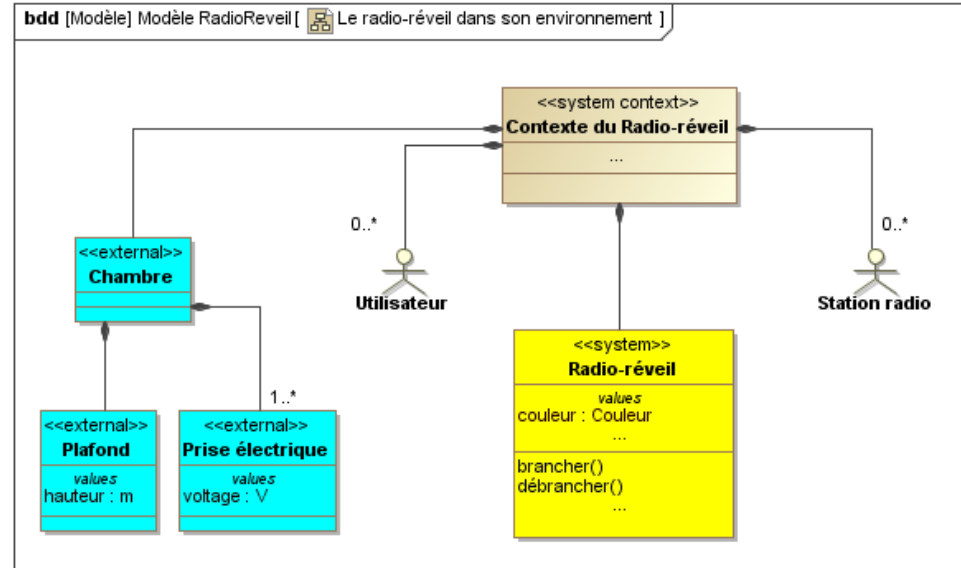 bdd [Modèle] Modèle RadioReveil [ Le radio-réveil dans son environnement ]
<<system context>>
Contexte du Radio-réveil
...
0..*
0..*
<<external>>
Chambre
Utilisateur
Station radio
<<system>>
Radio-réveil
values
couleur : Couleur
...
brancher()
débrancher()
...
1..*
<<external>>
Plafond
values
hauteur : m
<<external>>
Prise électrique
values
voltage : V